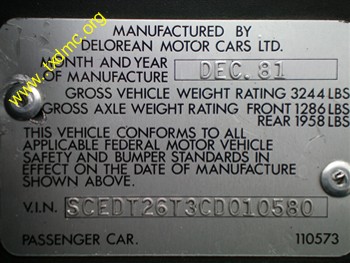 www.txdmc.org
MANUFACTURED BY
DELOREAN MOTOR CARS LTD.
MONTH AND YEAR
OF MANUFACTURE DEC. 81
GROSS VEHICLE WEIGHT RATING 3244 LBS
GROSS AXLE WEIGHT RATING FRONT 1286 LBS
REAR 1958 LBS
THIS VEHICLE CONFORMS TO ALL
APPLICABLE FEDERAL MOTOR VEHICLE
SAFETY AND BUMPER STANDARDS IN
EFFECT ON THE DATE OF MANUFACTURE
SHOWN ABOVE.
V.I.N. SCEDT26T3CD010580
PASSENGER CAR. 110573